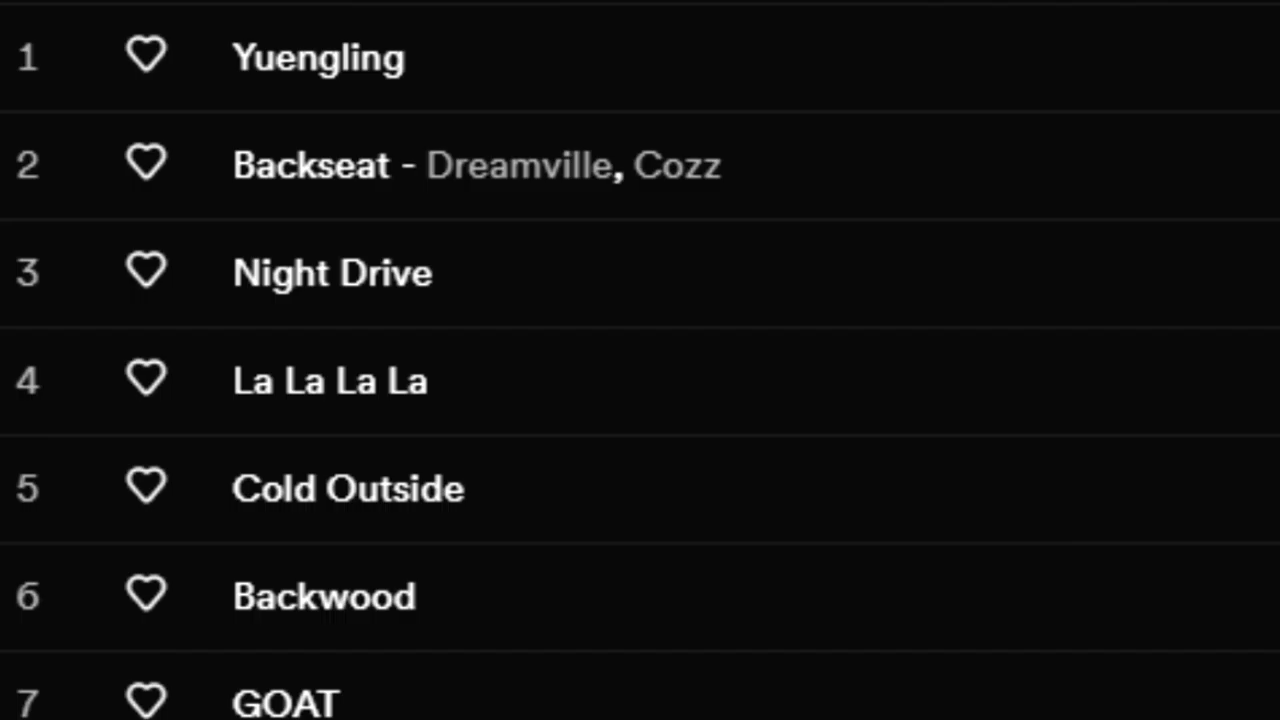 1 Yuengling
2 Backseat - Dreamville, Cozz
3 Night Drive
4 La La La La
5 Cold Outside
6 Backwood
7 GOAT